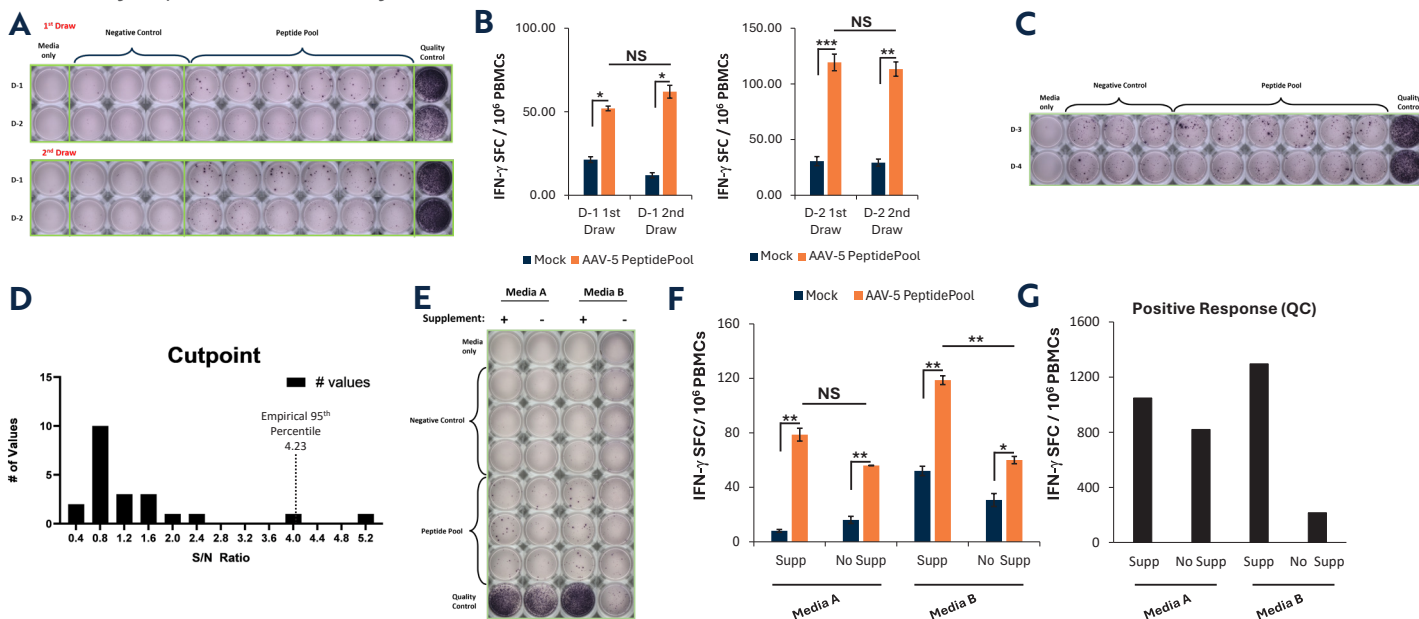 A
1st Draw
Negative Control
Peptide Pool
Media only
Quality Control
D-1
D-2
2nd Draw
D-1
D-2
B
IFN-γ SFC / 10⁶ PBMCs
100.00
50.00
0.00
NS
*
*
D-1 1st Draw
D-1 2nd Draw
Mock
AAV-5 PeptidePool
IFN-γ SFC / 10⁶ PBMCs
150.00
100.00
50.00
0.00
NS
***
**
D-2 1st Draw
D-2 2nd Draw
Mock
AAV-5 PeptidePool
C
Media only
Negative Control
Peptide Pool
Quality Control
D-3
D-4
D
Cutpoint
# values
Empirical 95th
Percentile
4.23
# of Values
15
10
5
0
0.4 0.8 1.2 1.6 2.0 2.4 2.8 3.2 3.6 4.0 4.4 4.8 5.2
S/N Ratio
E
Media A
Media B
Supplement: + - + -
Media only
Negative Control
Peptide Pool
Quality Control
F
Mock
AAV-5 PeptidePool
IFN-γ SFC / 10⁶ PBMCs
160
120
80
40
0
NS
**
**
**
**
*
Supp
No Supp
Supp
No Supp
Media A
Media B
G
Positive Response (QC)
IFN-γ SFC / 10⁶ PBMCs
1600
1200
800
400
0
Supp
No Supp
Supp
No Supp
Media A
Media B